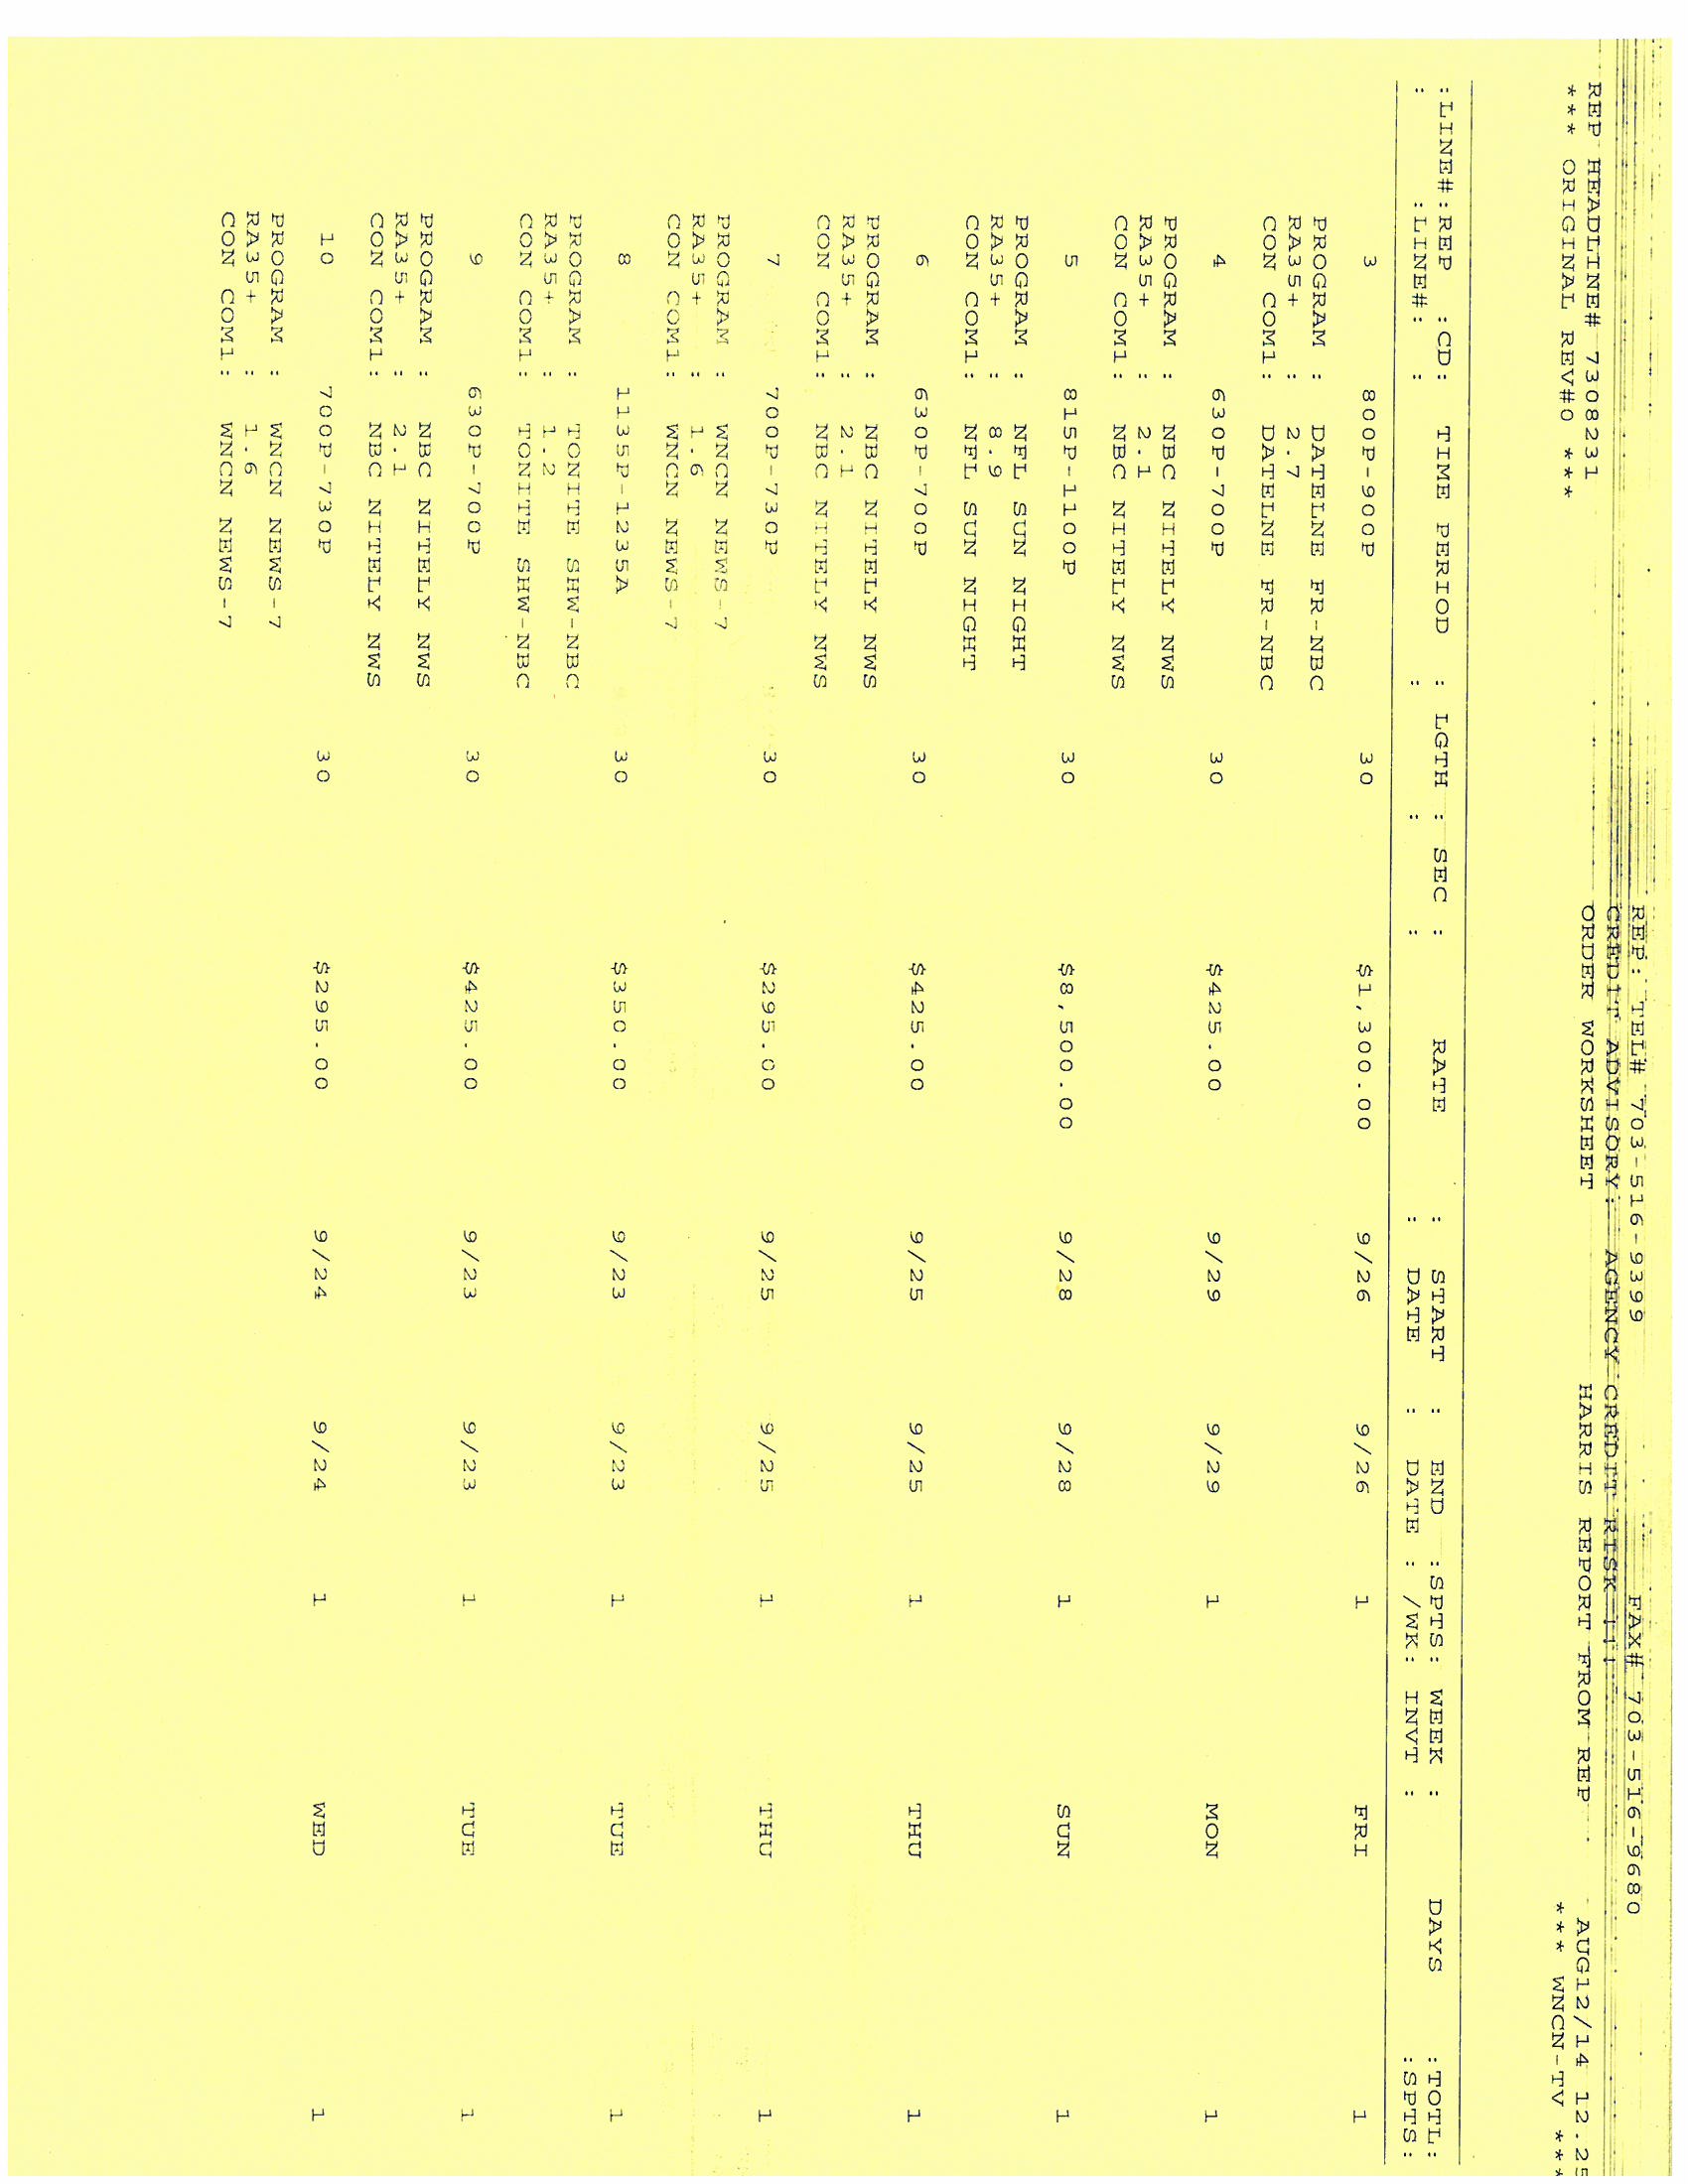 REP: TEL# 703-516-9399 FAX# 703-516-9680
CREDIT ADVISORY: AGENCY CREDIT RISK !!!
REP HEADLINE# 7308231 ORDER WORKSHEET HARRIS REPORT FROM REP AUG12/14 12.25
*** ORIGINAL REV#0 *** *** WNCN-TV ***
:LINE#:REP :CD: TIME PERIOD : LGTH : SEC : RATE : START : END :SPTS: WEEK : DAYS :TOTL:
: :LINE#: : : : : : DATE : DATE : /WK: INVT : :SPTS:
3 800P-900P 30 $1,300.00 9/26 9/26 1 FRI 1
PROGRAM : DATELNE FR-NBC
RA35+ : 2.7
CON COM1: DATELNE FR-NBC
4 630P-700P 30 $425.00 9/29 9/29 1 MON 1
PROGRAM : NBC NITELY NWS
RA35+ : 2.1
CON COM1: NBC NITELY NWS
5 815P-1100P 30 $8,500.00 9/28 9/28 1 SUN 1
PROGRAM : NFL SUN NIGHT
RA35+ : 8.9
CON COM1: NFL SUN NIGHT
6 630P-700P 30 $425.00 9/25 9/25 1 THU 1
PROGRAM : NBC NITELY NWS
RA35+ : 2.1
CON COM1: NBC NITELY NWS
7 700P-730P 30 $295.00 9/25 9/25 1 THU 1
PROGRAM : WNCN NEWS-7
RA35+ : 1.6
CON COM1: WNCN NEWS-7
8 1135P-1235A 30 $350.00 9/23 9/23 1 TUE 1
PROGRAM : TONITE SHW-NBC
RA35+ : 1.2
CON COM1: TONITE SHW-NBC
9 630P-700P 30 $425.00 9/23 9/23 1 TUE 1
PROGRAM : NBC NITELY NWS
RA35+ : 2.1
CON COM1: NBC NITELY NWS
10 700P-730P 30 $295.00 9/24 9/24 1 WED 1
PROGRAM : WNCN NEWS-7
RA35+ : 1.6
CON COM1: WNCN NEWS-7